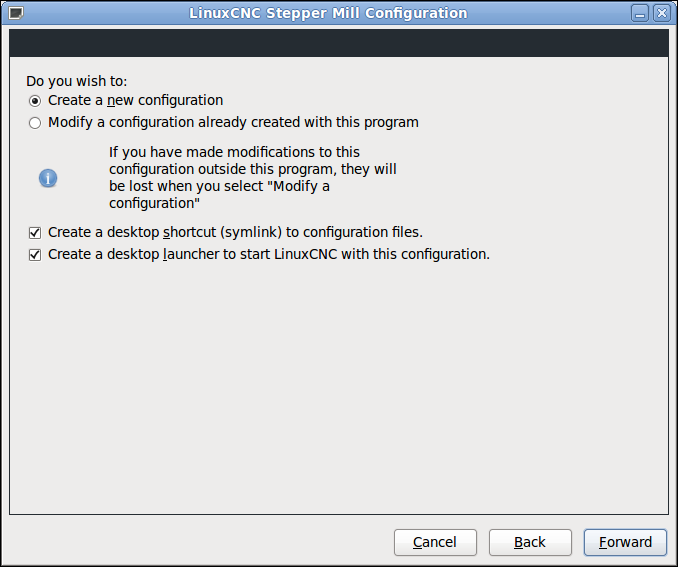 LinuxCNC Stepper Mill Configuration
Do you wish to:
Create a new configuration
Modify a configuration already created with this program
If you have made modifications to this
configuration outside this program, they will
be lost when you select "Modify a
configuration"
Create a desktop shortcut (symlink) to configuration files.
Create a desktop launcher to start LinuxCNC with this configuration.
Cancel
Back
Forward